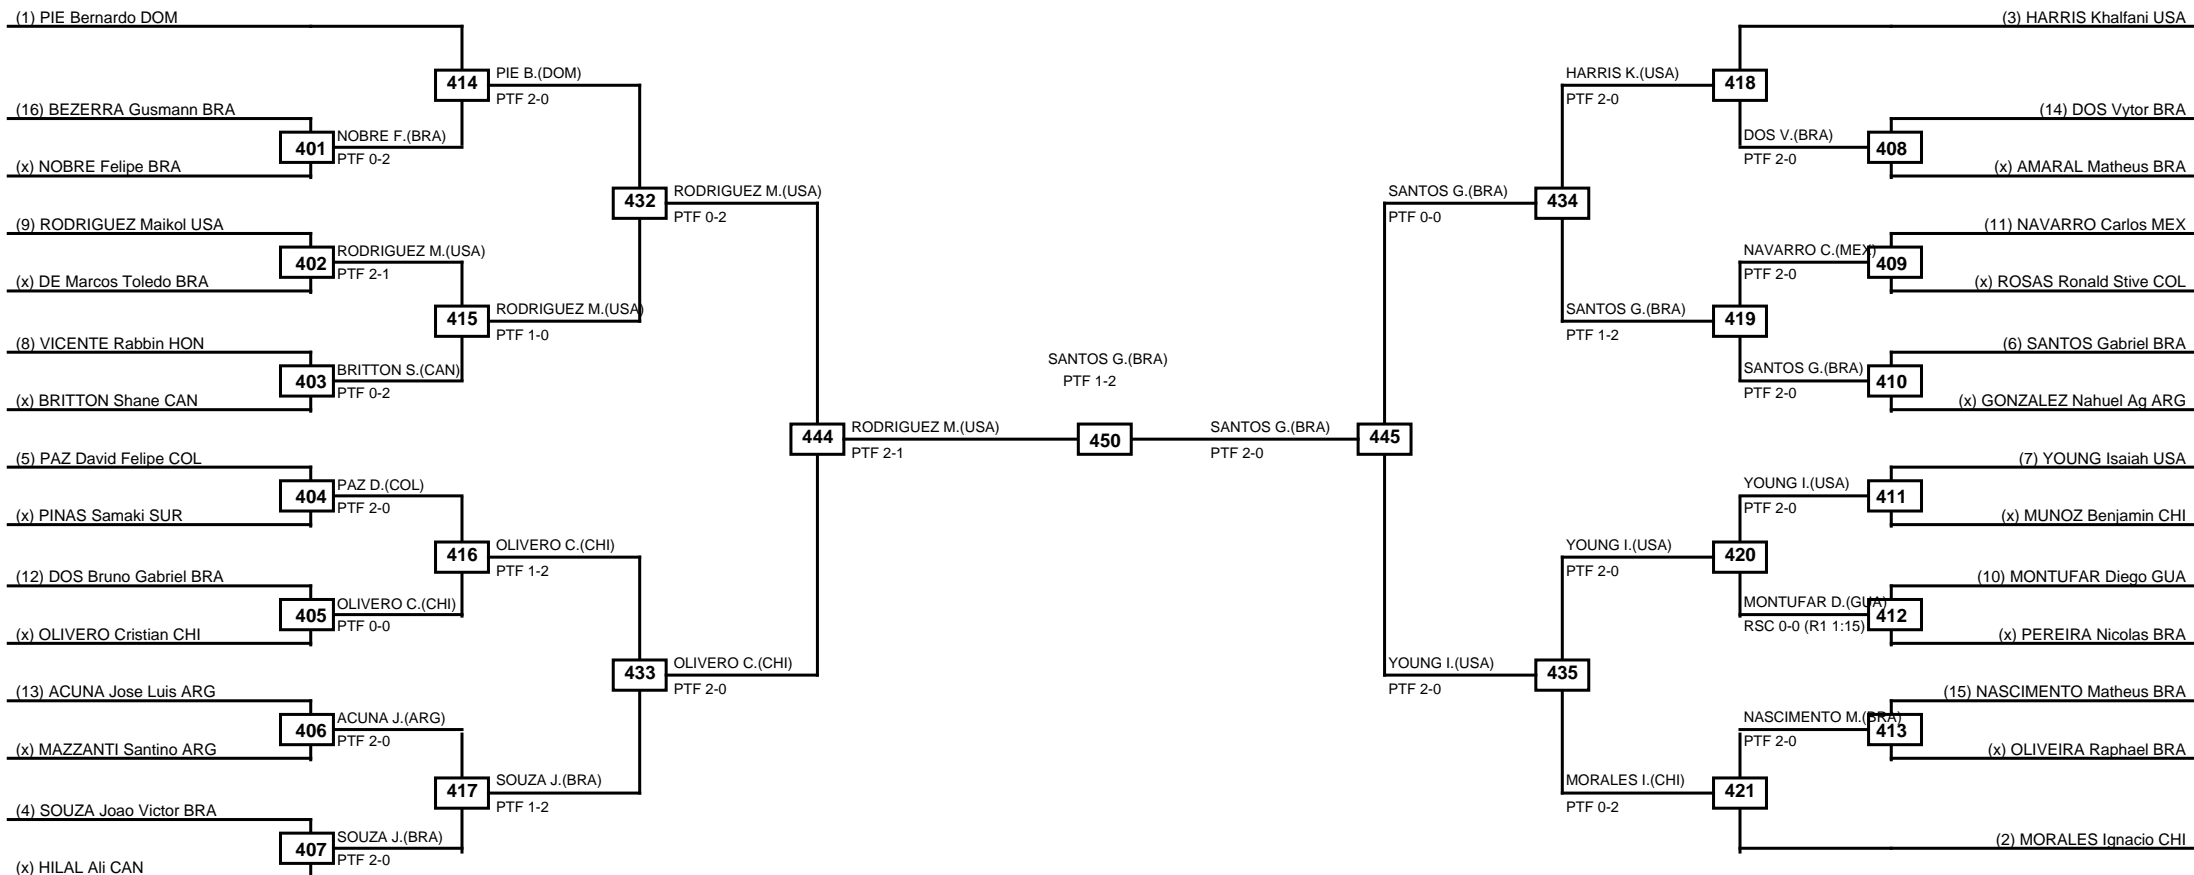 (1) PIE Bernardo DOM
(16) BEZERRA Gusmann BRA
(x) NOBRE Felipe BRA
(9) RODRIGUEZ Maikol USA
(x) DE Marcos Toledo BRA
(8) VICENTE Rabbin HON
(x) BRITTON Shane CAN
(5) PAZ David Felipe COL
(x) PINAS Samaki SUR
(12) DOS Bruno Gabriel BRA
(x) OLIVERO Cristian CHI
(13) ACUNA Jose Luis ARG
(x) MAZZANTI Santino ARG
(4) SOUZA Joao Victor BRA
(x) HILAL Ali CAN
401
NOBRE F.(BRA)
PTF 0-2
402
RODRIGUEZ M.(USA)
PTF 2-1
403
BRITTON S.(CAN)
PTF 0-2
404
PAZ D.(COL)
PTF 2-0
405
OLIVERO C.(CHI)
PTF 0-0
406
ACUNA J.(ARG)
PTF 2-0
407
SOUZA J.(BRA)
PTF 2-0
414
PIE B.(DOM)
PTF 2-0
415
RODRIGUEZ M.(USA)
PTF 1-0
416
OLIVERO C.(CHI)
PTF 1-2
417
SOUZA J.(BRA)
PTF 1-2
432
RODRIGUEZ M.(USA)
PTF 0-2
433
OLIVERO C.(CHI)
PTF 2-0
444
RODRIGUEZ M.(USA)
PTF 2-1
SANTOS G.(BRA)
PTF 1-2
450
SANTOS G.(BRA)
PTF 2-0
445
SANTOS G.(BRA)
PTF 0-0
434
YOUNG I.(USA)
PTF 2-0
435
HARRIS K.(USA)
PTF 2-0
418
SANTOS G.(BRA)
PTF 1-2
419
YOUNG I.(USA)
PTF 2-0
420
MORALES I.(CHI)
PTF 0-2
421
DOS V.(BRA)
PTF 2-0
408
NAVARRO C.(MEX)
PTF 2-0
409
SANTOS G.(BRA)
PTF 2-0
410
YOUNG I.(USA)
PTF 2-0
411
MONTUFAR D.(GUA)
RSC 0-0 (R1 1:15)
412
NASCIMENTO M.(BRA)
PTF 2-0
413
(3) HARRIS Khalfani USA
(14) DOS Vytor BRA
(x) AMARAL Matheus BRA
(11) NAVARRO Carlos MEX
(x) ROSAS Ronald Stive COL
(6) SANTOS Gabriel BRA
(x) GONZALEZ Nahuel Ag ARG
(7) YOUNG Isaiah USA
(x) MUNOZ Benjamin CHI
(10) MONTUFAR Diego GUA
(x) PEREIRA Nicolas BRA
(15) NASCIMENTO Matheus BRA
(x) OLIVEIRA Raphael BRA
(2) MORALES Ignacio CHI